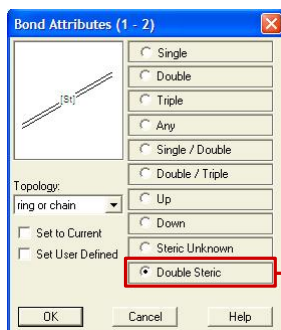 Bond Attributes (1 - 2)
[St]
Single
Double
Triple
Any
Single / Double
Double / Triple
Up
Down
Steric Unknown
Double Steric
Topology:
ring or chain
Set to Current
Set User Defined
OK
Cancel
Help